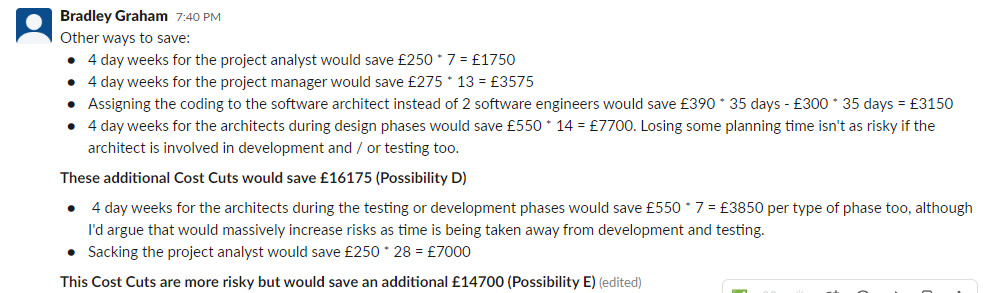 Bradley Graham 7:40 PM
Other ways to save:
• 4 day weeks for the project analyst would save £250 * 7 = £1750
• 4 day weeks for the project manager would save £275 * 13 = £3575
• Assigning the coding to the software architect instead of 2 software engineers would save £390 * 35 days - £300 * 35 days = £3150
• 4 day weeks for the architects during design phases would save £550 * 14 = £7700. Losing some planning time isn't as risky if the
architect is involved in development and / or testing too.
These additional Cost Cuts would save £16175 (Possibility D)
• 4 day weeks for the architects during the testing or development phases would save £550 * 7 = £3850 per type of phase too, although
I'd argue that would massively increase risks as time is being taken away from development and testing.
• Sacking the project analyst would save £250 * 28 = £7000
This Cost Cuts are more risky but would save an additional £14700 (Possibility E) (edited)